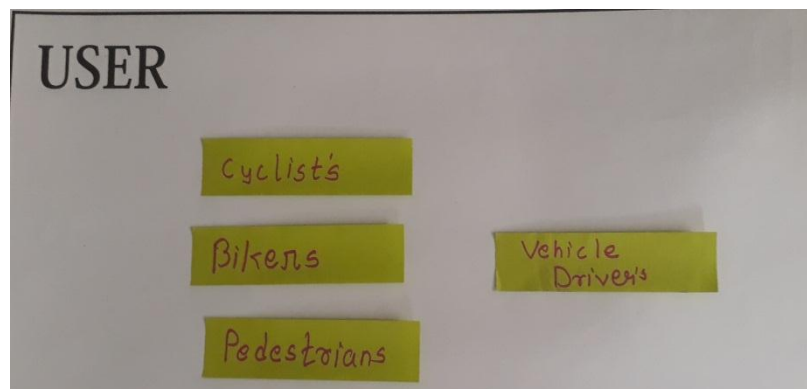 USER
Cyclist's
Bikers
Vehicle
Driver's
Pedestrians